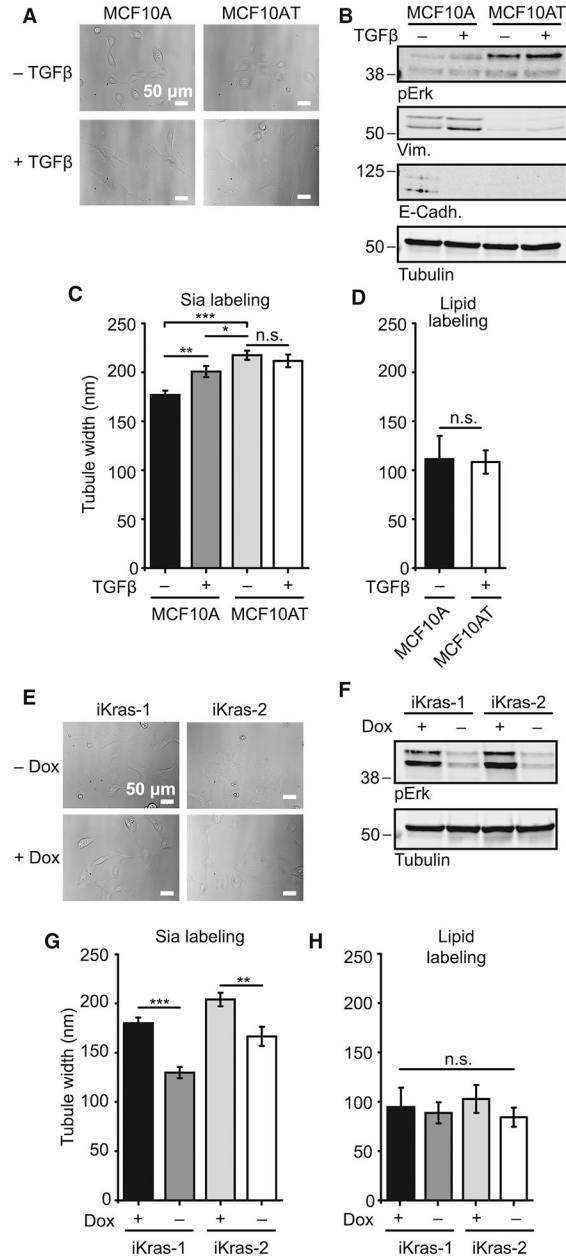 A
MCF10A MCF10AT
– TGFβ
50 μm
+ TGFβ
B
MCF10A MCF10AT
TGFβ – + – +
38
pErk
50
Vim.
125
E-Cadh.
50
Tubulin
C
Sia labeling
Tubule width (nm)
250
200
150
100
50
0
***
**
*
n.s.
TGFβ – + – +
MCF10A MCF10AT
D
Lipid
labeling
250
200
150
100
50
0
n.s.
TGFβ – +
MCF10A
MCF10AT
E
iKras-1 iKras-2
– Dox
50 μm
+ Dox
F
iKras-1 iKras-2
Dox + – + –
38
pErk
50
Tubulin
G
Sia labeling
Tubule width (nm)
250
200
150
100
50
0
***
**
Dox + – + –
iKras-1 iKras-2
H
Lipid
labeling
250
200
150
100
50
0
n.s.
Dox + – + –
iKras-1 iKras-2